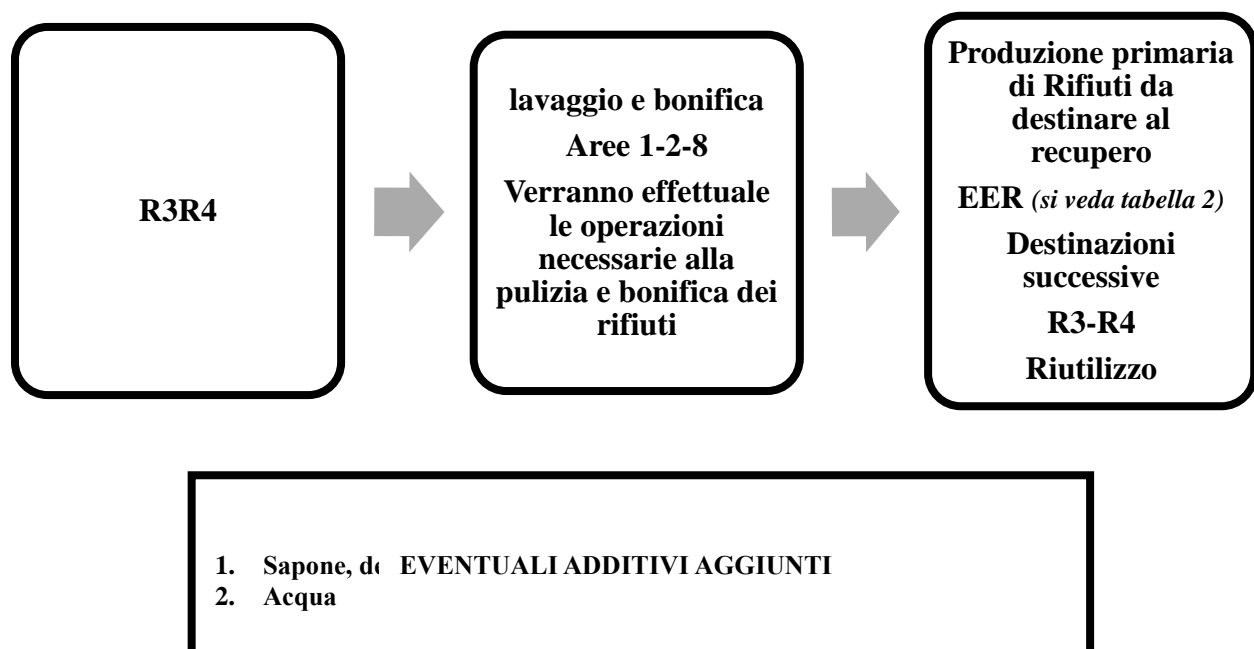 R3R4
lavaggio e bonifica
Aree 1-2-8
Verranno effettuale
le operazioni
necessarie alla
pulizia e bonifica dei
rifiuti
Produzione primaria
di Rifiuti da
destinare al
recupero
EER (si veda tabella 2)
Destinazioni
successive
R3-R4
Riutilizzo
1. Sapone, EVENTUALI ADDITIVI AGGIUNTI
2. Acqua